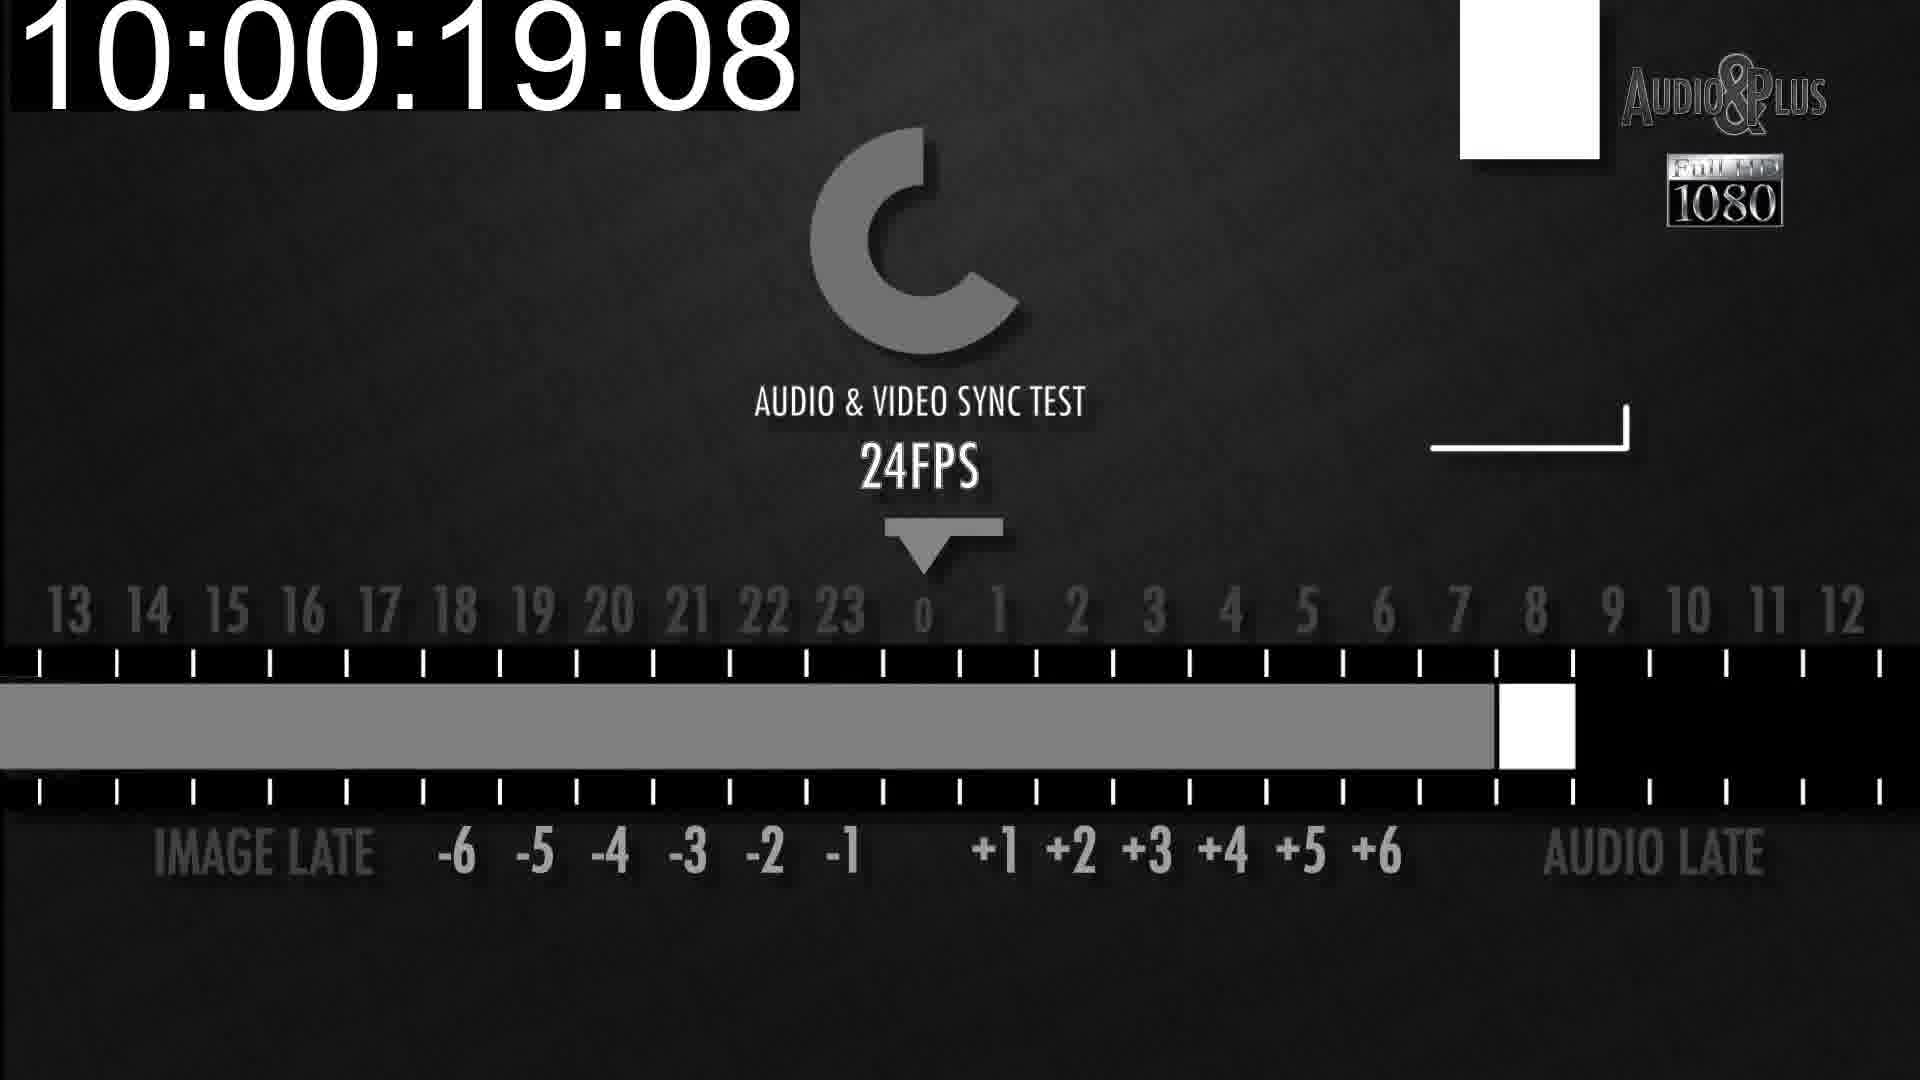 10:00:19:08
AUDIO&PLUS
Full HD
1080
AUDIO & VIDEO SYNC TEST
24FPS
13 14 15 16 17 18 19 20 21 22 23 0 1 2 3 4 5 6 7 8 9 10 11 12
IMAGE LATE -6 -5 -4 -3 -2 -1 +1 +2 +3 +4 +5 +6 AUDIO LATE